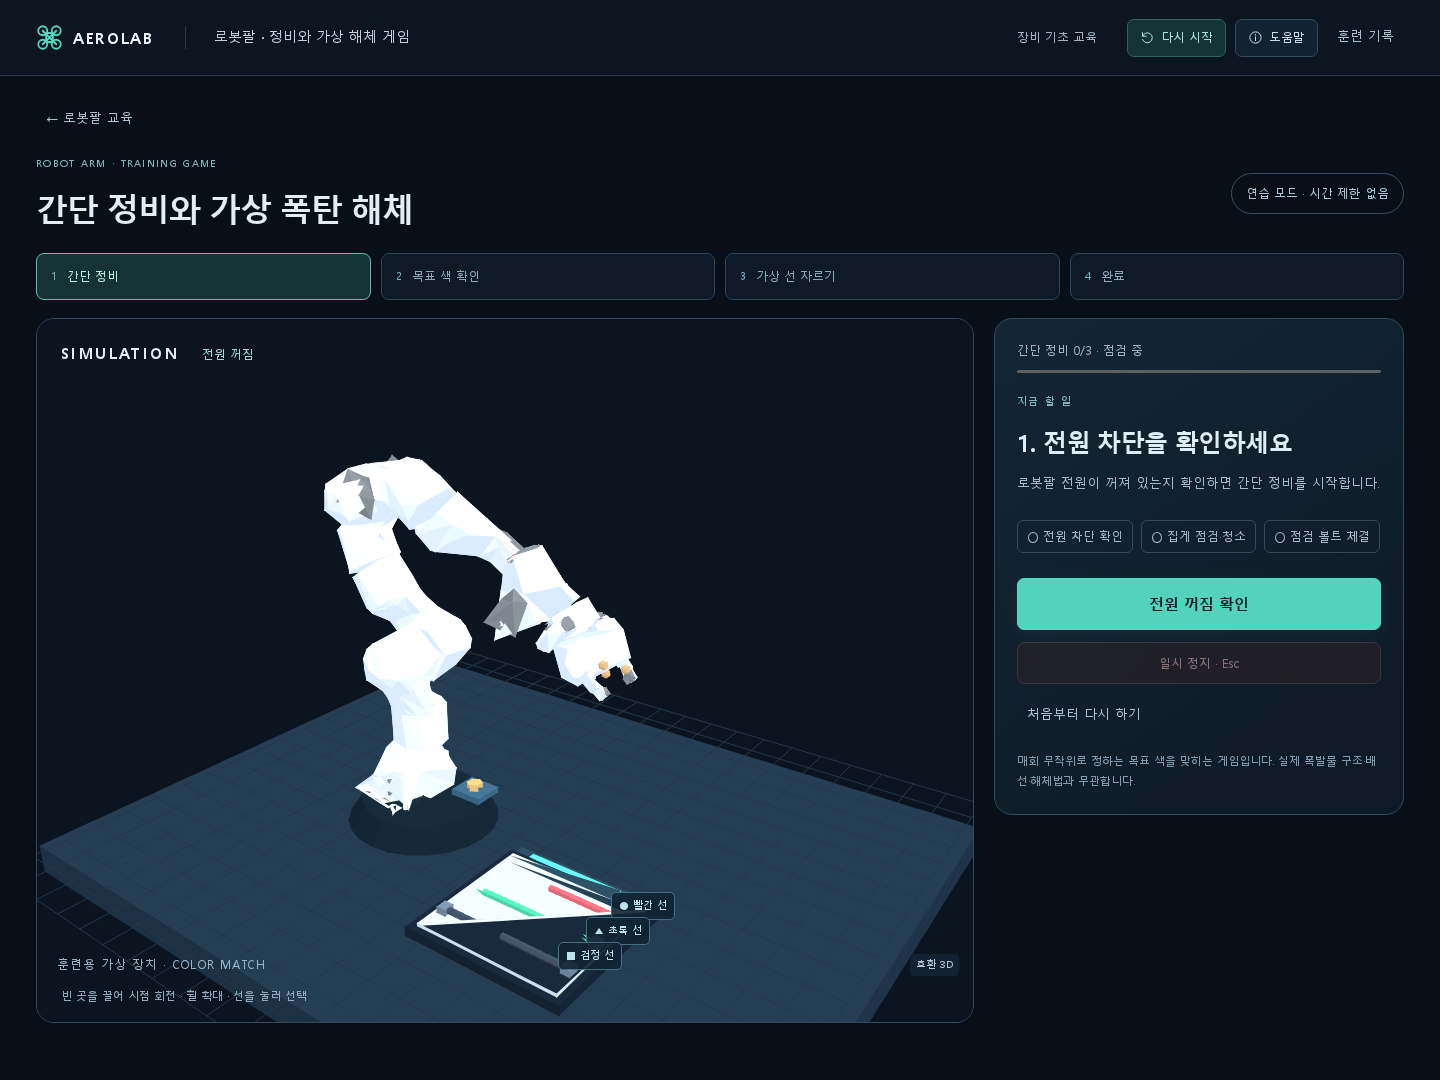 AEROLAB
로봇팔 · 정비와 가상 해체 게임
장비 기초 교육
다시 시작
도움말
훈련 기록
← 로봇팔 교육
ROBOT ARM · TRAINING GAME
간단 정비와 가상 폭탄 해체
연습 모드 · 시간 제한 없음
1 간단 정비
2 목표 색 확인
3 가상 선 자르기
4 완료
SIMULATION 전원 꺼짐
빨간 선
초록 선
검정 선
훈련용 가상 장치 · COLOR MATCH
호환 3D
빈 곳을 끌어 시점 회전 · 휠 확대 · 선을 눌러 선택
간단 정비 0/3 · 점검 중
지금 할 일
1. 전원 차단을 확인하세요
로봇팔 전원이 꺼져 있는지 확인하면 간단 정비를 시작합니다.
전원 차단 확인
집게 점검·청소
점검 볼트 체결
전원 꺼짐 확인
일시 정지 · Esc
처음부터 다시 하기
매회 무작위로 정하는 목표 색을 맞히는 게임입니다. 실제 폭발물 구조·배
선·해체법과 무관합니다.